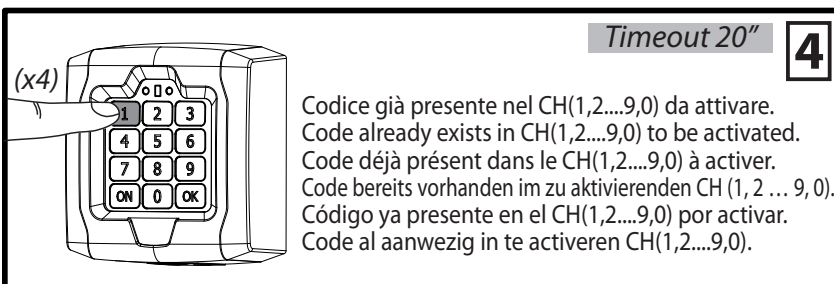 Timeout 20”
4
(x4)
1 2 3
4 5 6
7 8 9
ON 0 OK
Codice già presente nel CH(1,2....9,0) da attivare.
Code already exists in CH(1,2....9,0) to be activated.
Code déjà présent dans le CH(1,2....9,0) à activer.
Code bereits vorhanden im zu aktivierenden CH (1, 2 … 9, 0).
Código ya presente en el CH(1,2....9,0) por activar.
Code al aanwezig in te activeren CH(1,2....9,0).